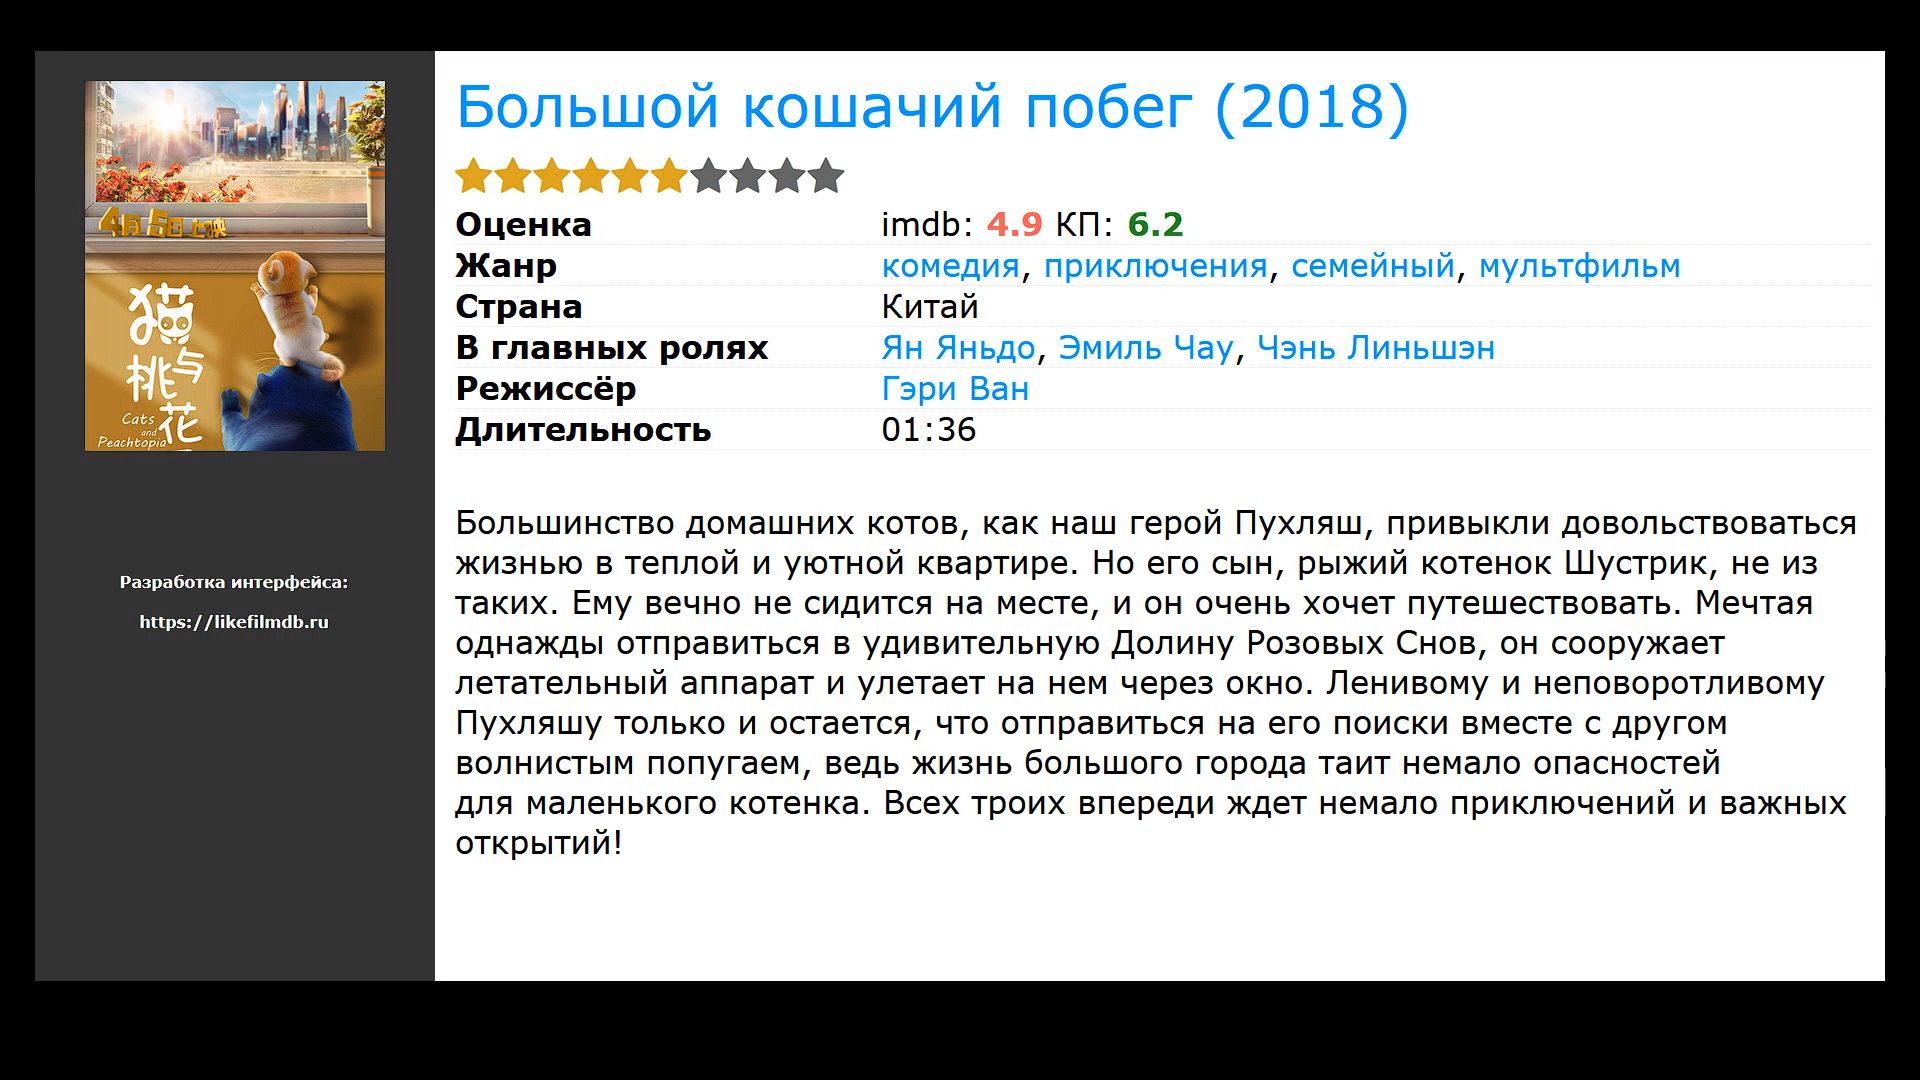 Большой кошачий побег (2018)
Оценка imdb: 4.9 КП: 6.2
Жанр комедия, приключения, семейный, мультфильм
Страна Китай
В главных ролях Ян Яньдо, Эмиль Чау, Чэнь Линьшэн
Режиссёр Гэри Ван
Длительность 01:36
Большинство домашних котов, как наш герой Пухляш, привыкли довольствоваться
жизнью в теплой и уютной квартире. Но его сын, рыжий котенок Шустрик, не из
таких. Ему вечно не сидится на месте, и он очень хочет путешествовать. Мечтая
однажды отправиться в удивительную Долину Розовых Снов, он сооружает
летательный аппарат и улетает на нем через окно. Ленивому и неповоротливому
Пухляшу только и остается, что отправиться на его поиски вместе с другом
волнистым попугаем, ведь жизнь большого города таит немало опасностей
для маленького котенка. Всех троих впереди ждет немало приключений и важных
открытий!
4月5日上映
猫
与
桃
花
Cats
and
Peachtopia
Разработка интерфейса:
https://likefilmdb.ru